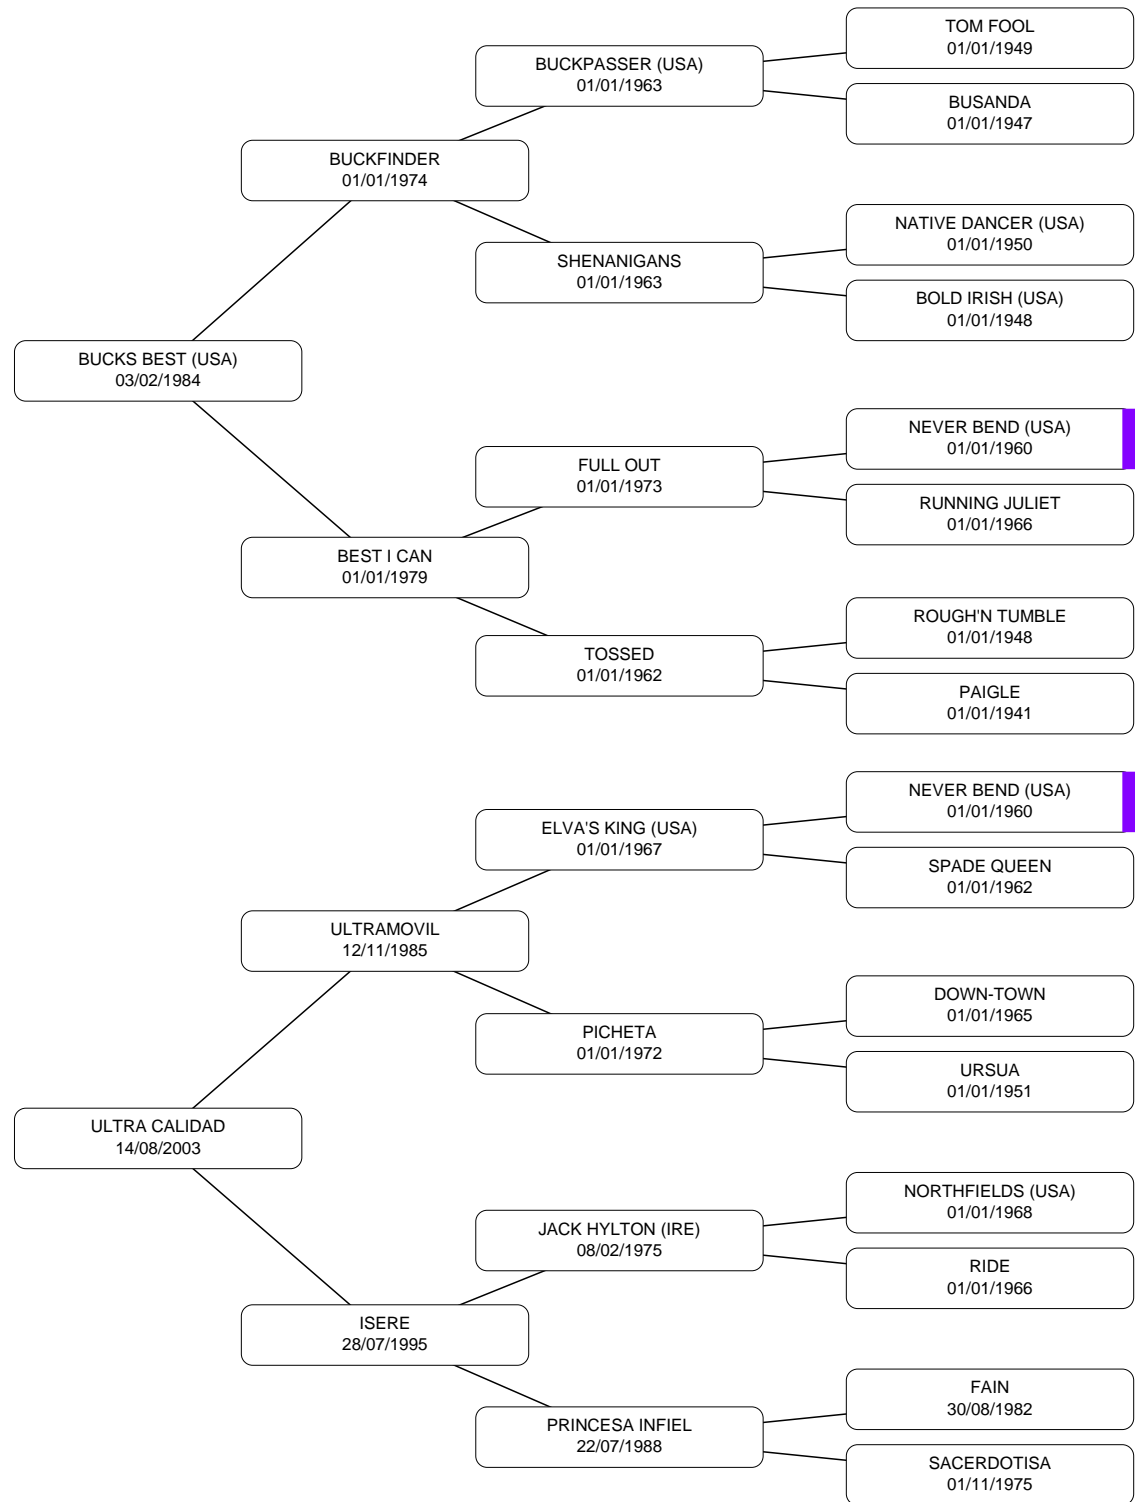 TOM FOOL
01/01/1949
BUCKPASSER (USA)
01/01/1963
BUSANDA
01/01/1947
BUCKFINDER
01/01/1974
NATIVE DANCER (USA)
01/01/1950
SHENANIGANS
01/01/1963
BOLD IRISH (USA)
01/01/1948
BUCKS BEST (USA)
03/02/1984
NEVER BEND (USA)
01/01/1960
FULL OUT
01/01/1973
RUNNING JULIET
01/01/1966
BEST I CAN
01/01/1979
ROUGH'N TUMBLE
01/01/1948
TOSSED
01/01/1962
PAIGLE
01/01/1941
NEVER BEND (USA)
01/01/1960
ELVA'S KING (USA)
01/01/1967
SPADE QUEEN
01/01/1962
ULTRAMOVIL
12/11/1985
DOWN-TOWN
01/01/1965
PICHETA
01/01/1972
URSUA
01/01/1951
ULTRA CALIDAD
14/08/2003
NORTHFIELDS (USA)
01/01/1968
JACK HYLTON (IRE)
08/02/1975
RIDE
01/01/1966
ISERE
28/07/1995
FAIN
30/08/1982
PRINCESA INFIEL
22/07/1988
SACERDOTISA
01/11/1975